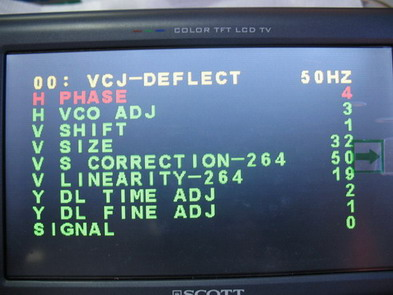 COLOR TFT LCD TV
00: VCJ-DEFLECT 50HZ
H PHASE 4
H VCO ADJ 3
V SHIFT 1
V SIZE 32
V S CORRECTION-264 50
V LINEARITY-264 19
Y DL TIME ADJ 2
Y DL FINE ADJ 1
SIGNAL 0
SCOTT